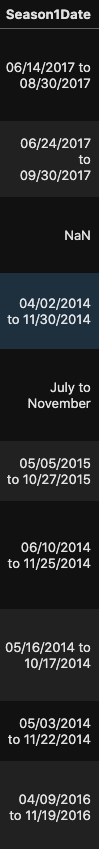 Season1Date
06/14/2017 to
08/30/2017
06/24/2017
to
09/30/2017
NaN
04/02/2014
to 11/30/2014
July to
November
05/05/2015
to 10/27/2015
06/10/2014
to 11/25/2014
05/16/2014 to
10/17/2014
05/03/2014
to 11/22/2014
04/09/2016
to 11/19/2016